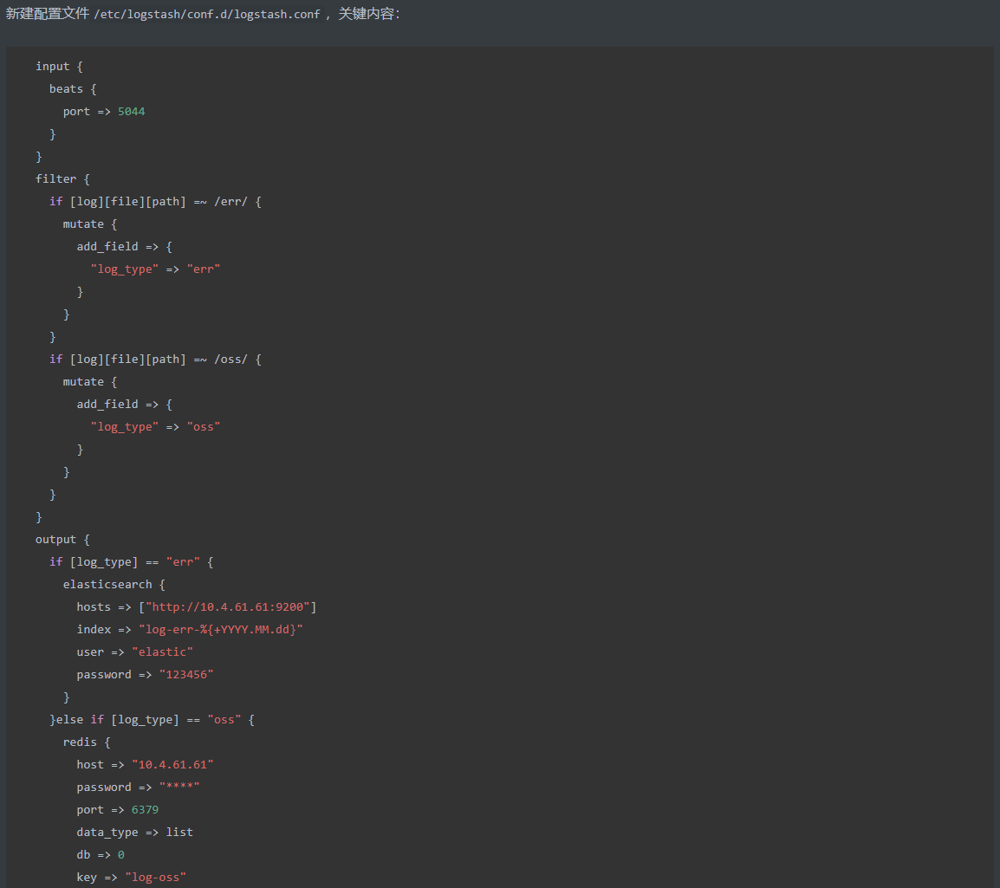 新建配置文件 /etc/logstash/conf.d/logstash.conf ，关键内容：
input {
  beats {
    port => 5044
  }
}
filter {
  if [log][file][path] =~ /err/ {
    mutate {
      add_field => {
        "log_type" => "err"
      }
    }
  }
  if [log][file][path] =~ /oss/ {
    mutate {
      add_field => {
        "log_type" => "oss"
      }
    }
  }
}
output {
  if [log_type] == "err" {
    elasticsearch {
      hosts => ["http://10.4.61.61:9200"]
      index => "log-err-%{+YYYY.MM.dd}"
      user => "elastic"
      password => "123456"
    }
  }else if [log_type] == "oss" {
    redis {
      host => "10.4.61.61"
      password => "****"
      port => 6379
      data_type => list
      db => 0
      key => "log-oss"